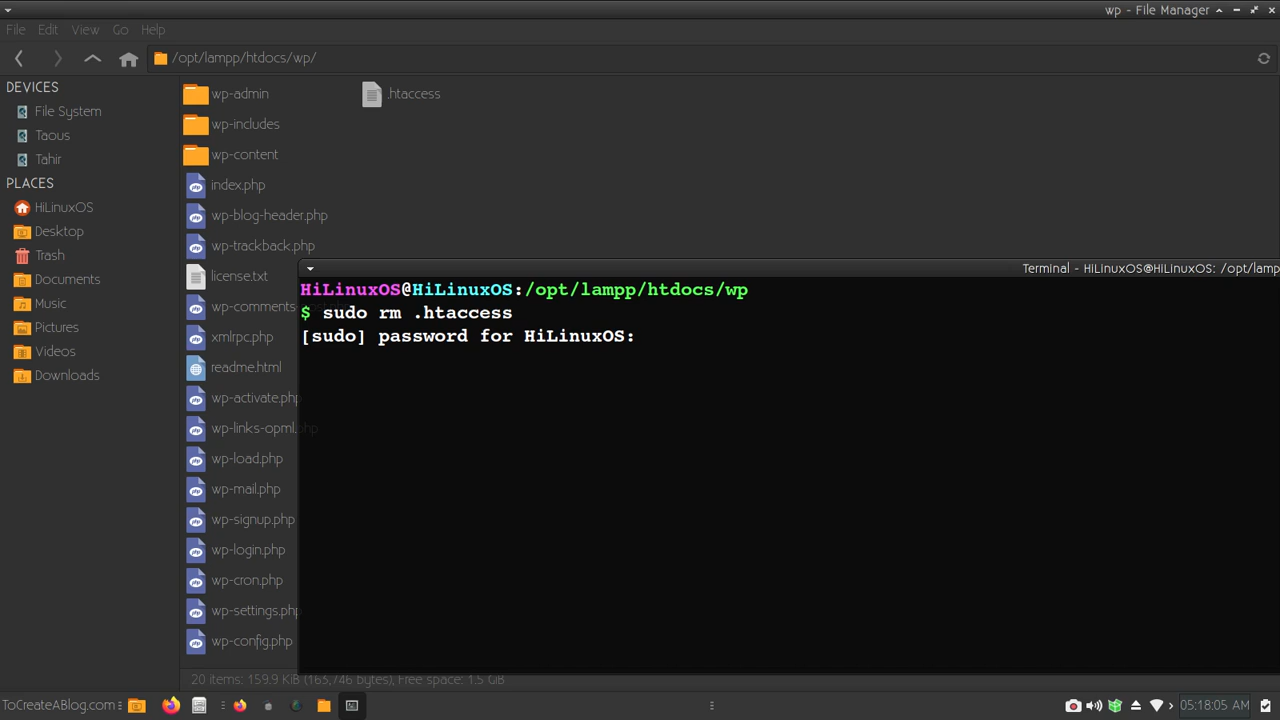 wp - File Manager
File Edit View Go Help
/opt/lampp/htdocs/wp/
DEVICES
File System
Taous
Tahir
PLACES
HiLinuxOS
Desktop
Trash
Documents
Music
Pictures
Videos
Downloads
wp-admin
wp-includes
wp-content
index.php
wp-blog-header.php
wp-trackback.php
license.txt
xmlrpc.php
readme.html
wp-activate.php
wp-links-opml.php
wp-load.php
wp-mail.php
wp-signup.php
wp-login.php
wp-cron.php
wp-settings.php
wp-config.php
.htaccess
Terminal - HiLinuxOS@HiLinuxOS: /opt/lamp
HiLinuxOS@HiLinuxOS:/opt/lampp/htdocs/wp
$ sudo rm .htaccess
[sudo] password for HiLinuxOS:
20 items: 159.9 KiB (163,746 bytes), Free space: 1.5 GiB
ToCreateABlog.com
05:18:05 AM